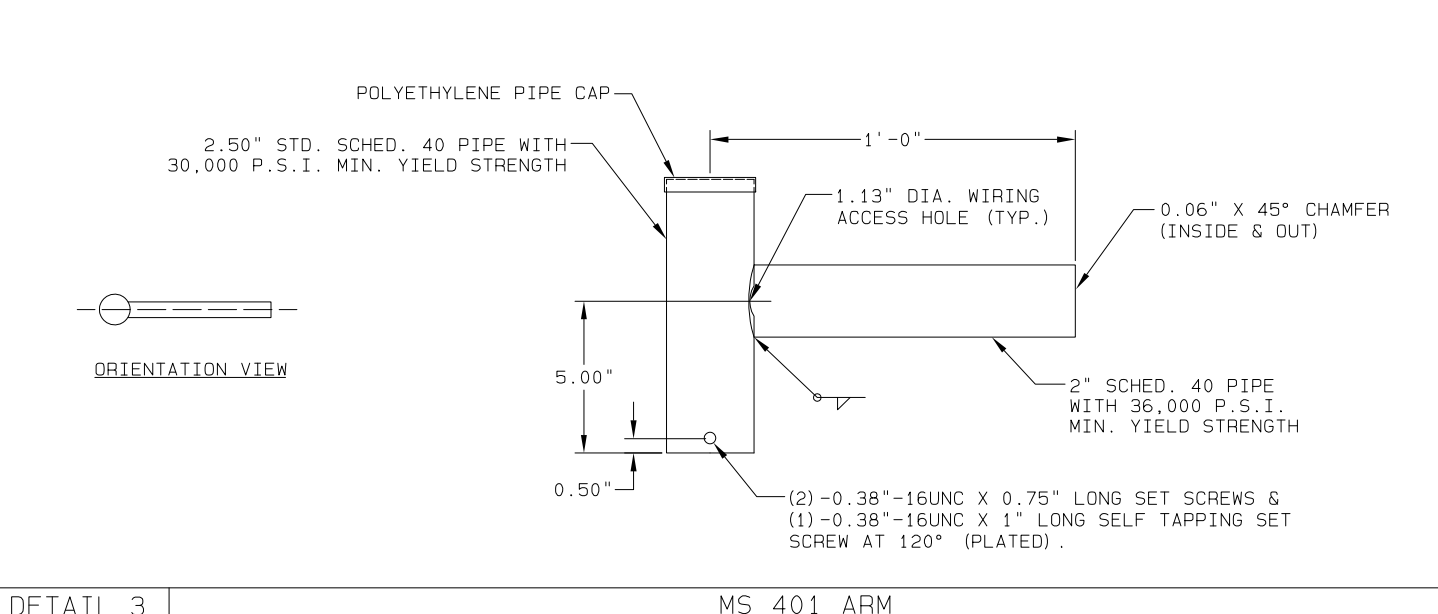 POLYETHYLENE PIPE CAP
2.50" STD. SCHED. 40 PIPE WITH
30,000 P.S.I. MIN. YIELD STRENGTH
1'-0"
1.13" DIA. WIRING
ACCESS HOLE (TYP.)
0.06" X 45° CHAMFER
(INSIDE & OUT)
ORIENTATION VIEW
5.00"
2" SCHED. 40 PIPE
WITH 36,000 P.S.I.
MIN. YIELD STRENGTH
0.50"
(2)-0.38"-16UNC X 0.75" LONG SET SCREWS &
(1)-0.38"-16UNC X 1" LONG SELF TAPPING SET
SCREW AT 120° (PLATED).
DETAIL 3
MS 401 ARM